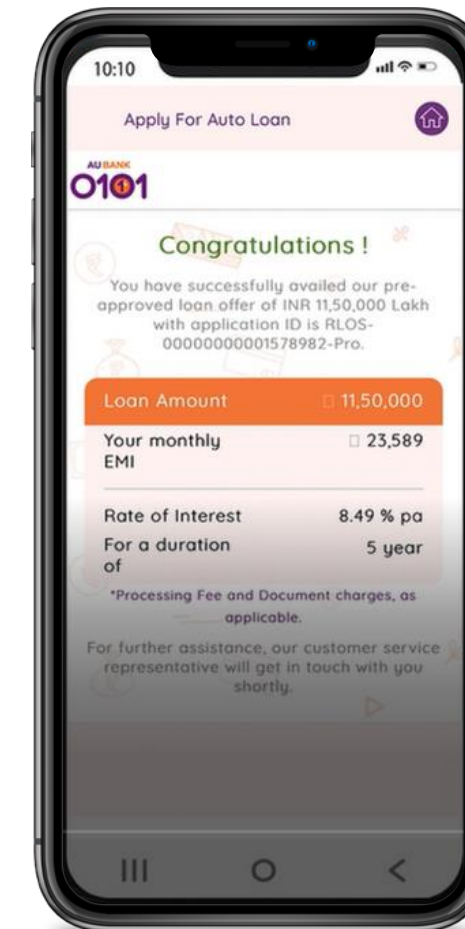 10:10
Apply For Auto Loan
AU BANK
0101
Congratulations !
You have successfully availed our pre-
approved loan offer of INR 11,50,000 Lakh
with application ID is RLOS-
00000000001578982-Pro.
Loan Amount 11,50,000
Your monthly 23,589
EMI
Rate of Interest 8.49 % pa
For a duration 5 year
of
*Processing Fee and Document charges, as
applicable.
For further assistance, our customer service
representative will get in touch with you
shortly.